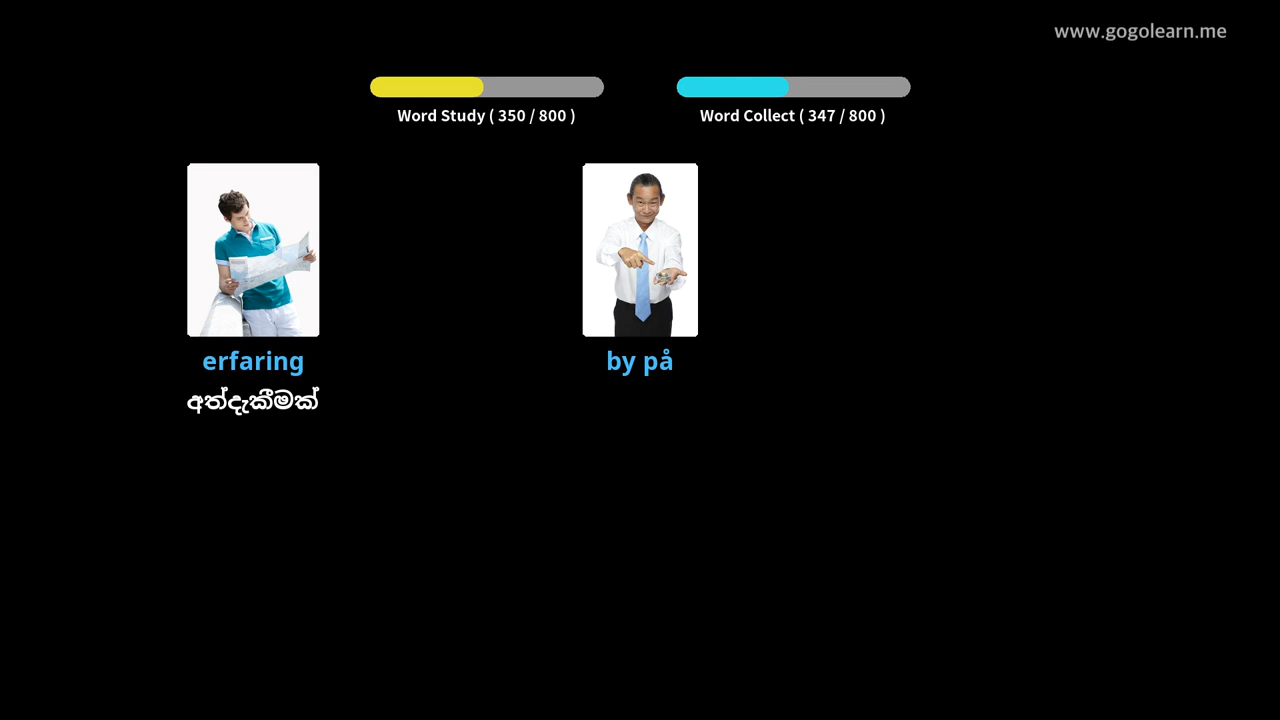 www.gogolearn.me
Word Study ( 350 / 800 )
Word Collect ( 347 / 800 )
erfaring
by på
අත්දැකීමක්